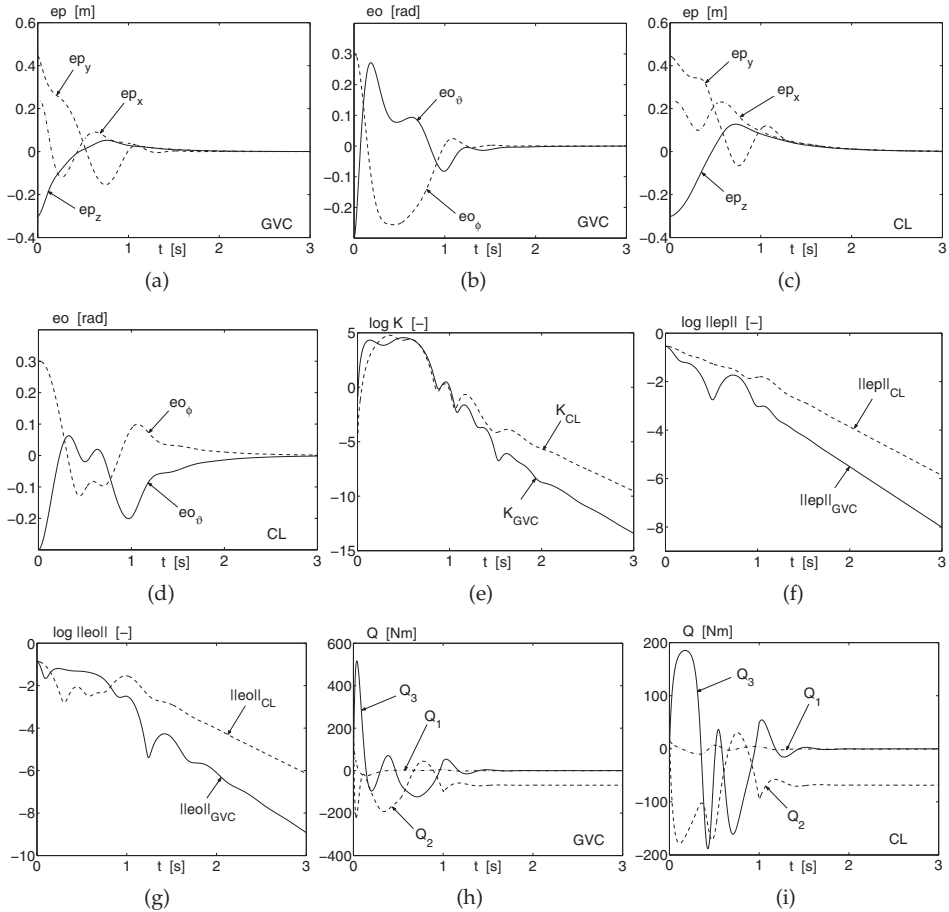 ep [m]
0.6
0.4
0.2
0
−0.2
−0.4
0
1
2
3
t [s]
ep_y
ep_x
ep_z
GVC
(a)
eo [rad]
0.3
0.2
0.1
0
−0.1
−0.2
0
1
2
3
t [s]
eo_ϑ
eo_ϕ
GVC
(b)
ep [m]
0.6
0.4
0.2
0
−0.2
−0.4
0
1
2
3
t [s]
ep_y
ep_x
ep_z
CL
(c)
eo [rad]
0.3
0.2
0.1
0
−0.1
−0.2
0
1
2
3
t [s]
eo_ϕ
eo_ϑ
CL
(d)
log K [−]
5
0
−5
−10
−15
0
1
2
3
t [s]
K_CL
K_GVC
(e)
log ||ep|| [−]
0
−2
−4
−6
−8
0
1
2
3
t [s]
||ep||_CL
||ep||_GVC
(f)
log ||eo|| [−]
0
−2
−4
−6
−8
−10
0
1
2
3
t [s]
||eo||_CL
||eo||_GVC
(g)
Q [Nm]
600
400
200
0
−200
−400
0
1
2
3
t [s]
Q_3
Q_1
Q_2
GVC
(h)
Q [Nm]
200
100
0
−100
−200
0
1
2
3
t [s]
Q_3
Q_1
Q_2
CL
(i)